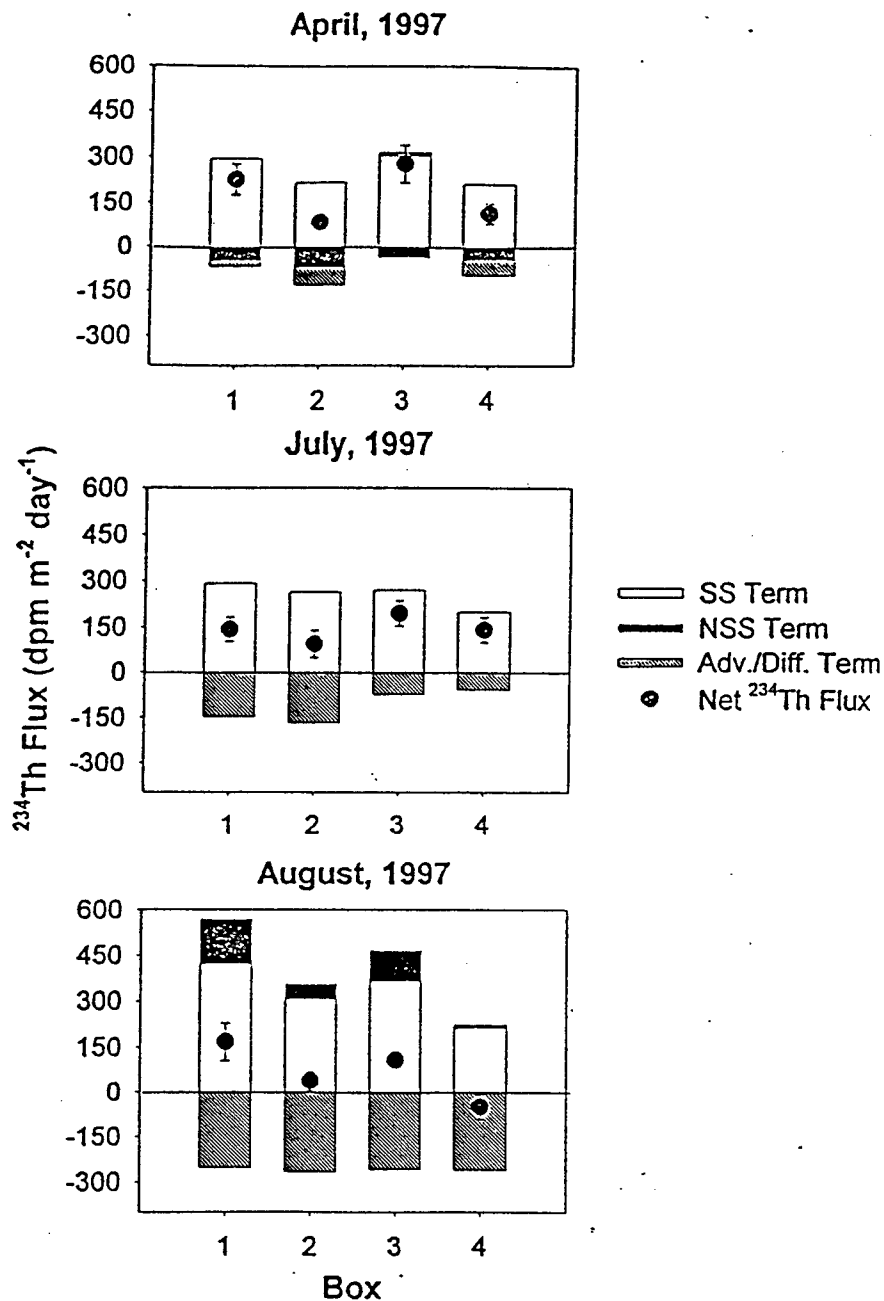 April, 1997
600
450
300
150
0
-150
-300
1 2 3 4
July, 1997
600
450
300
150
0
-150
-300
1 2 3 4
August, 1997
600
450
300
150
0
-150
-300
1 2 3 4
Box
²³⁴Th Flux (dpm m⁻² day⁻¹)
SS Term
NSS Term
Adv./Diff. Term
Net ²³⁴Th Flux